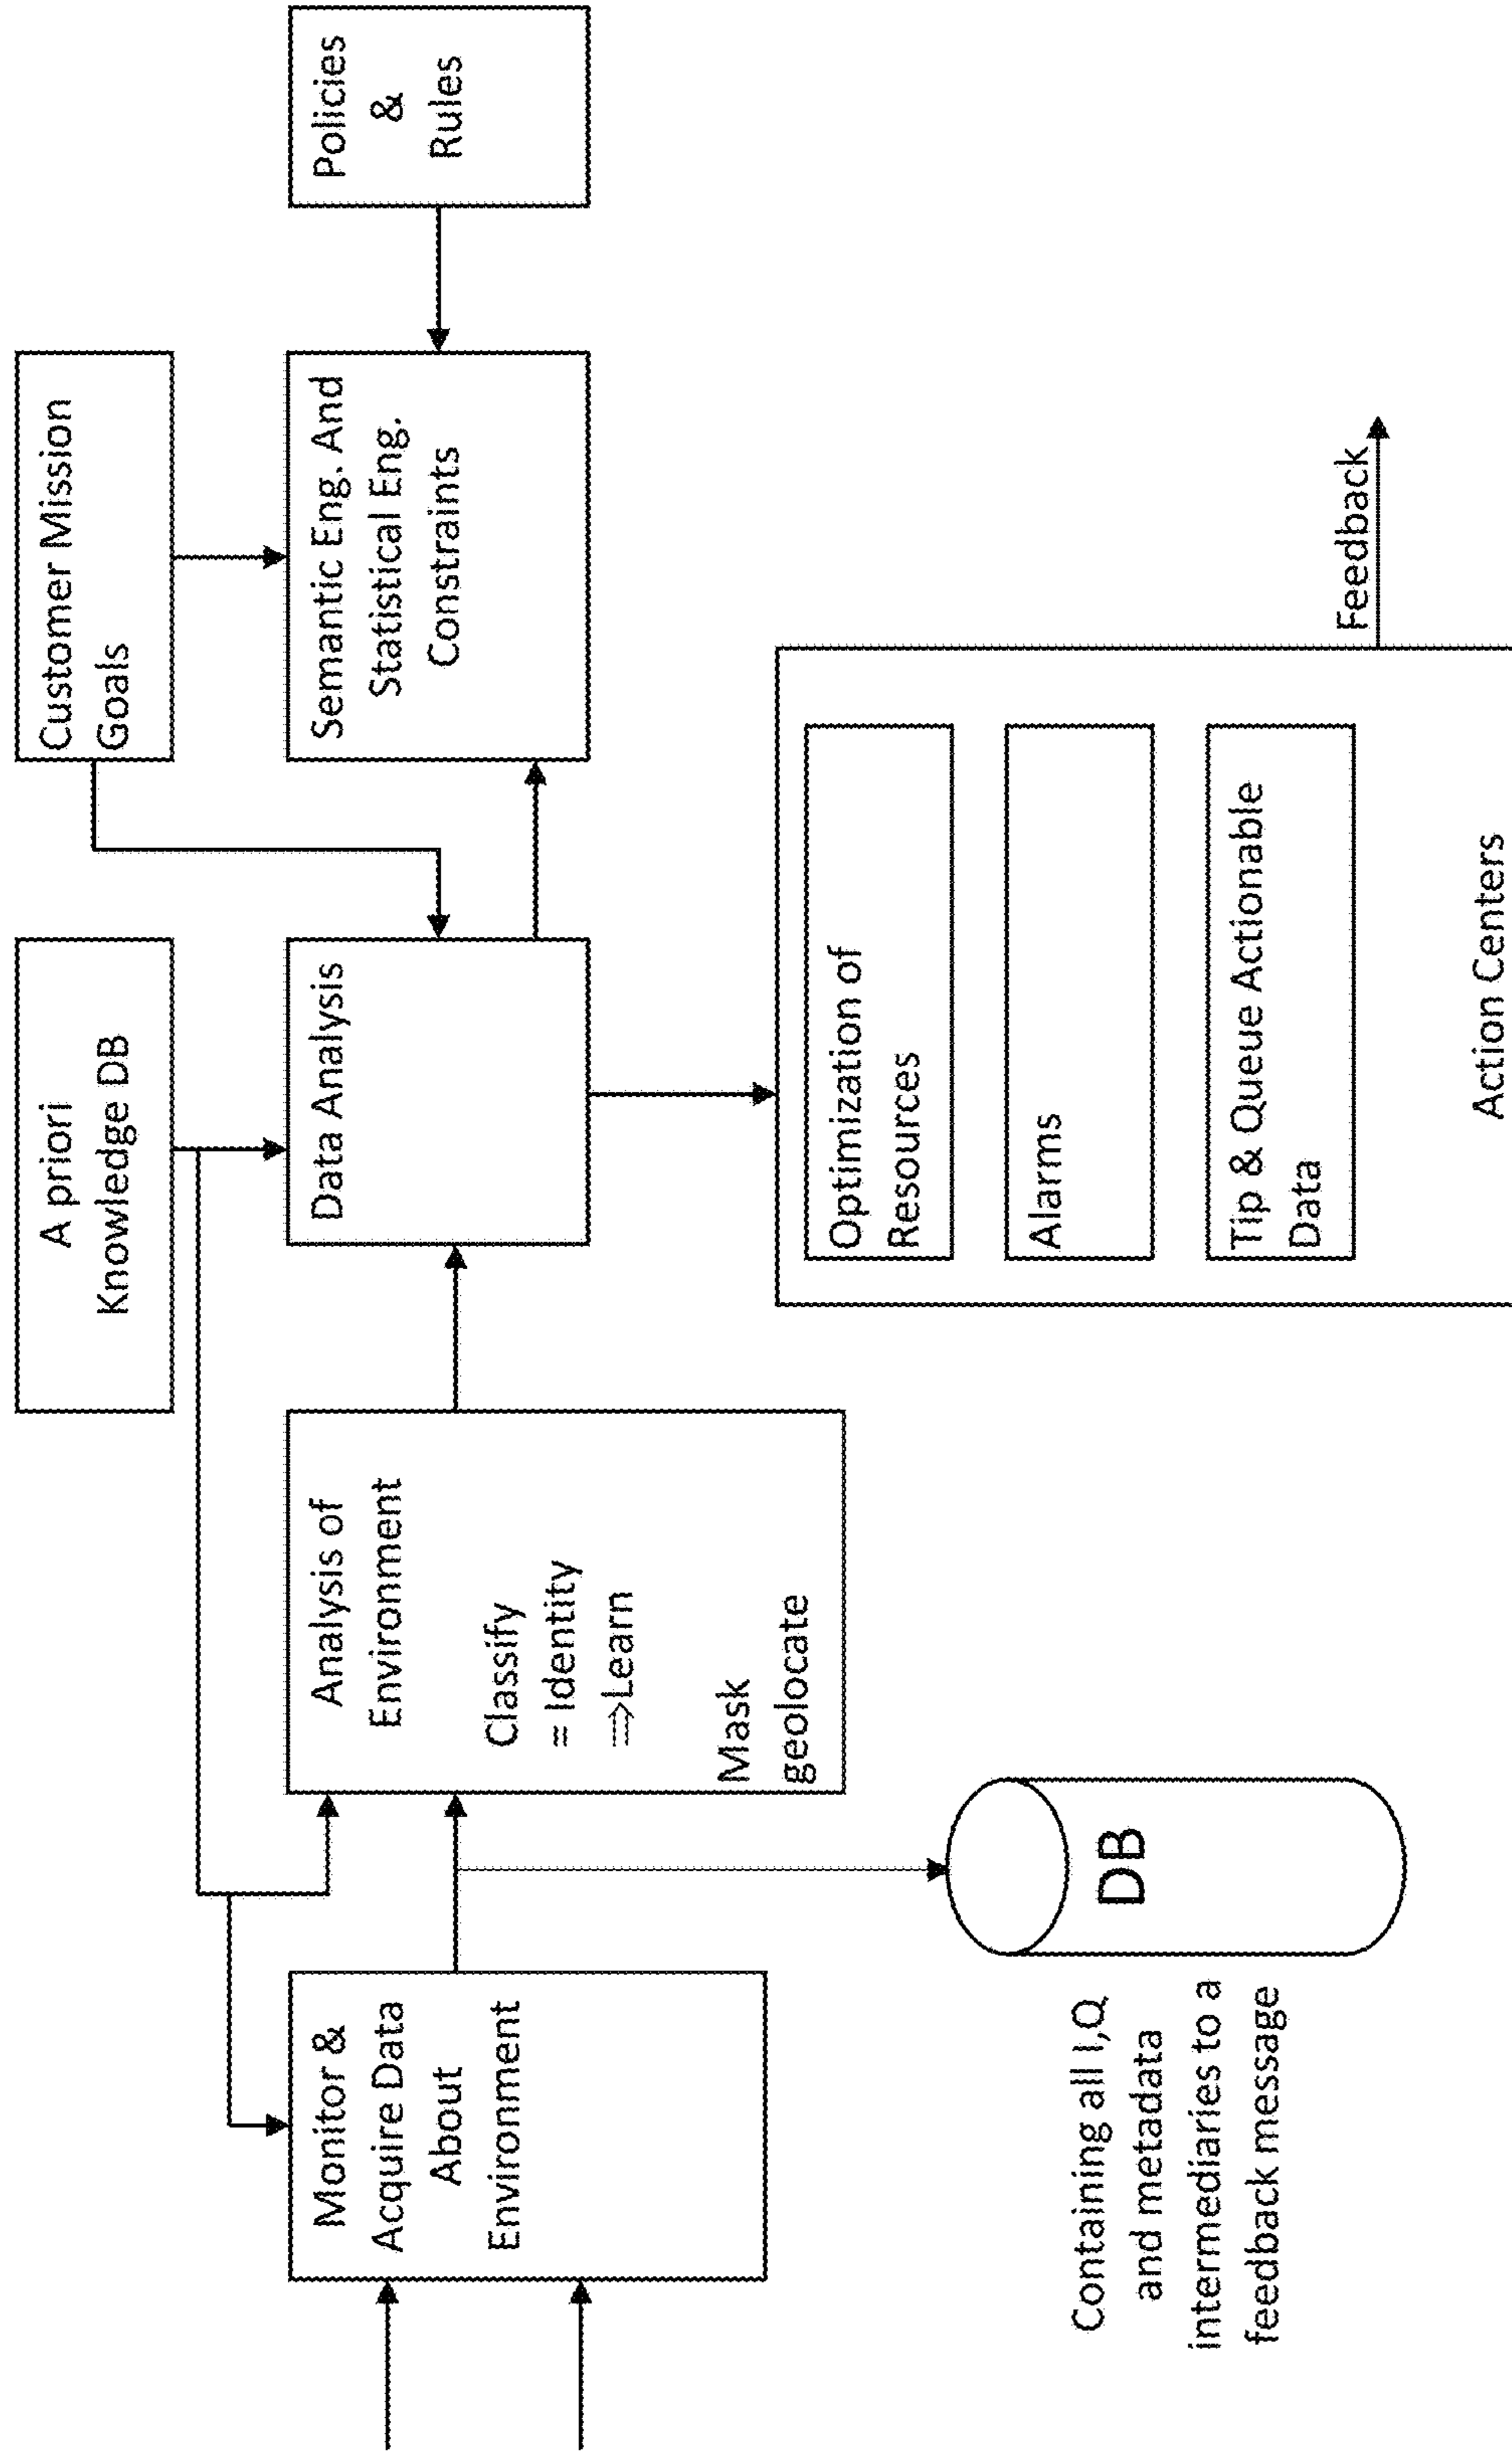 A priori
Knowledge DB
Customer Mission
Goals
Monitor &
Acquire Data
About
Environment
Analysis of
Environment
Classify
= Identity
⇒Learn
Mask
geolocate
Data Analysis
Semantic Eng. And
Statistical Eng.
Constraints
Policies
&
Rules
Containing all I,Q
and metadata
intermediaries to a
feedback message
DB
Optimization of
Resources
Alarms
Tip & Queue Actionable
Data
Action Centers
Feedback